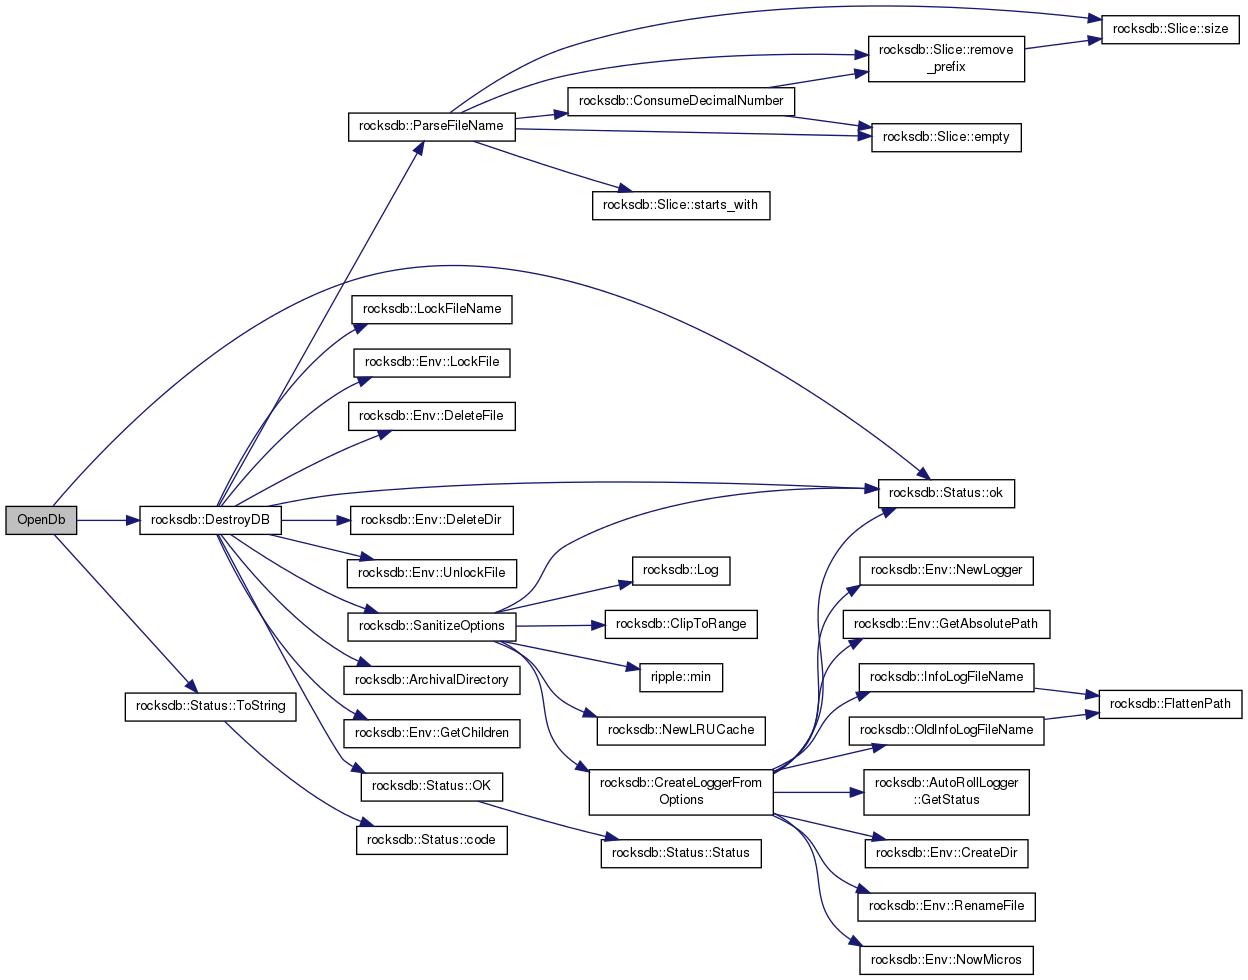 rocksdb::Slice::size
rocksdb::Slice::remove
_prefix
rocksdb::ConsumeDecimalNumber
rocksdb::ParseFileName
rocksdb::Slice::empty
rocksdb::Slice::starts_with
rocksdb::LockFileName
rocksdb::Env::LockFile
rocksdb::Env::DeleteFile
rocksdb::Status::ok
OpenDb
rocksdb::DestroyDB
rocksdb::Env::DeleteDir
rocksdb::Env::UnlockFile
rocksdb::Log
rocksdb::Env::NewLogger
rocksdb::SanitizeOptions
rocksdb::ClipToRange
rocksdb::Env::GetAbsolutePath
rocksdb::ArchivalDirectory
ripple::min
rocksdb::InfoLogFileName
rocksdb::Status::ToString
rocksdb::FlattenPath
rocksdb::Env::GetChildren
rocksdb::NewLRUCache
rocksdb::OldInfoLogFileName
rocksdb::Status::OK
rocksdb::CreateLoggerFrom
Options
rocksdb::AutoRollLogger
::GetStatus
rocksdb::Status::code
rocksdb::Status::Status
rocksdb::Env::CreateDir
rocksdb::Env::RenameFile
rocksdb::Env::NowMicros